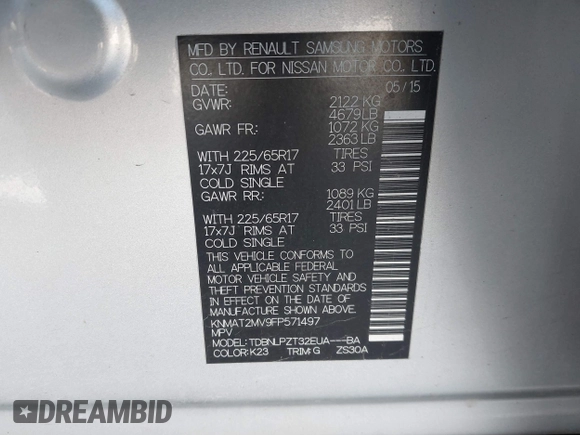 MFD BY RENAULT SAMSUNG MOTORS
CO., LTD. FOR NISSAN MOTOR CO., LTD.
DATE: 05/15
GVWR: 2122 KG
4679 LB
GAWR FR: 1072 KG
2363 LB
WITH 225/65R17 TIRES
17x7J RIMS AT 33 PSI
COLD SINGLE
GAWR RR: 1089 KG
2401 LB
WITH 225/65R17 TIRES
17x7J RIMS AT 33 PSI
COLD SINGLE
THIS VEHICLE CONFORMS TO
ALL APPLICABLE FEDERAL
MOTOR VEHICLE SAFETY AND
THEFT PREVENTION STANDARDS
IN EFFECT ON THE DATE OF
MANUFACTURE SHOWN ABOVE.
KNMAT2MV9FP571497
MPV
MODEL: TDBNLPZT32EUA---BA
COLOR: K23 TRIM: G ZS30A
DREAMBID
DREAMBID